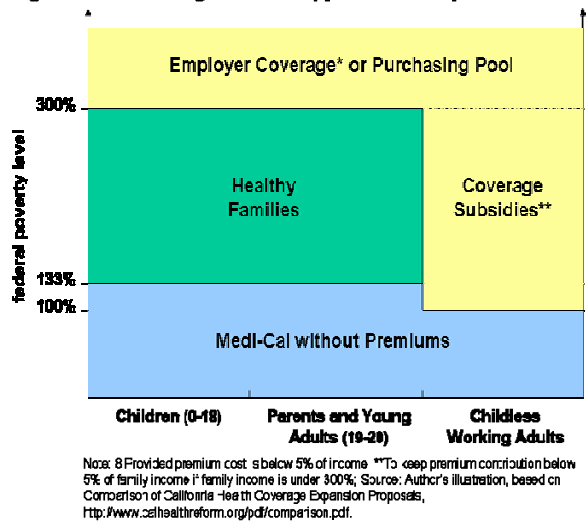 Employer Coverage* or Purchasing Pool
300%
Healthy
Families
Coverage
Subsidies**
federal poverty level
133%
100%
Medi-Cal without Premiums
Children (0-18)
Parents and Young
Adults (19-20)
Childless
Working Adults
Note: 8 Provided premium cost is below 5% of income **To keep premium contribution below
5% of family income if family income is under 300%; Source: Author's illustration, based on
Comparison of California Health Coverage Expansion Proposals,
http://www.calhealthreform.org/pdf/comparison.pdf.